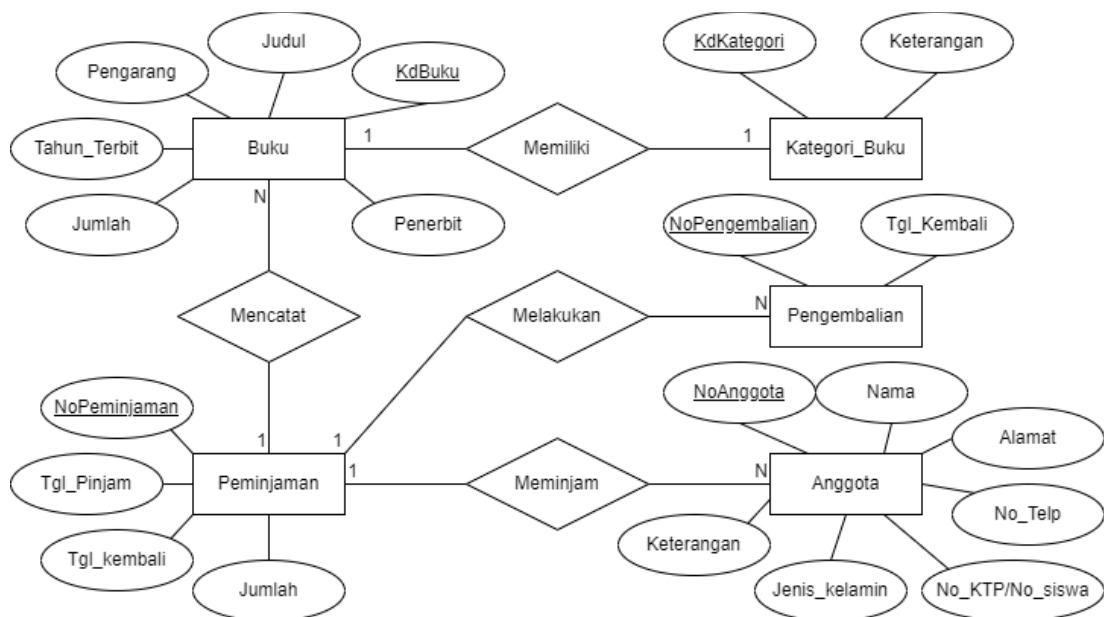 Judul
KdKategori
Keterangan
Pengarang
KdBuku
Tahun_Terbit
Buku
1
Memiliki
1
Kategori_Buku
N
Jumlah
Penerbit
NoPengembalian
Tgl_Kembali
Mencatat
Melakukan
N
Pengembalian
NoAnggota
Nama
NoPeminjaman
Alamat
1
1
1
N
Tgl_Pinjam
Peminjaman
Meminjam
Anggota
No_Telp
Keterangan
Tgl_kembali
Jumlah
Jenis_kelamin
No_KTP/No_siswa